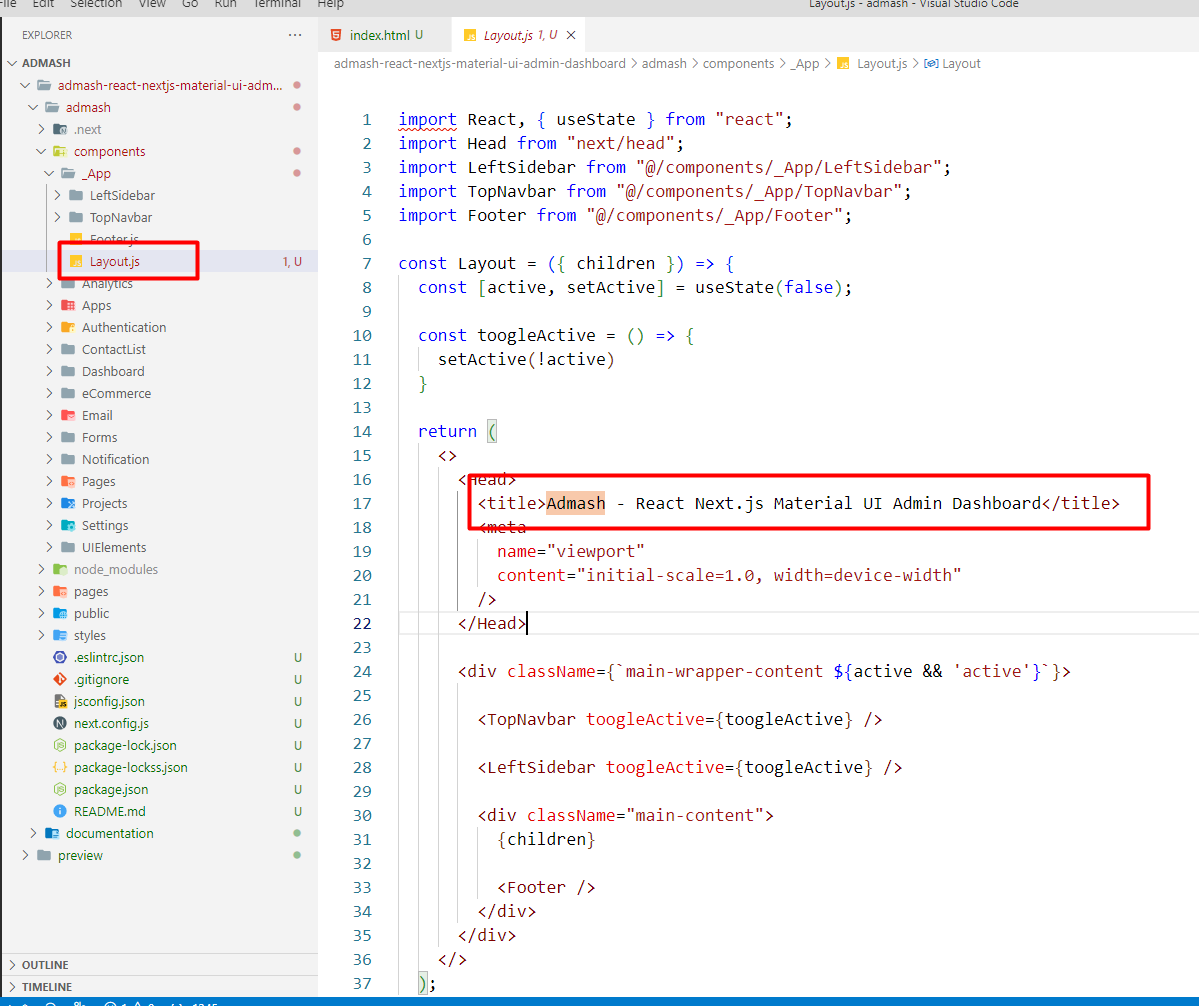 File Edit Selection View Go Run Terminal Help
Layout.js - admash - Visual Studio Code
EXPLORER
ADMASH
admash-react-nextjs-material-ui-adm...
admash
.next
components
_App
LeftSidebar
TopNavbar
Footer.js
Layout.js 1, U
Analytics
Apps
Authentication
ContactList
Dashboard
eCommerce
Email
Forms
Notification
Pages
Projects
Settings
UIElements
node_modules
pages
public
styles
.eslintrc.json U
.gitignore U
jsconfig.json U
next.config.js U
package-lock.json U
package-lockss.json U
package.json U
README.md U
documentation
preview
OUTLINE
TIMELINE
index.html U
Layout.js 1, U
admash-react-nextjs-material-ui-admin-dashboard > admash > components > _App > Layout.js > Layout
1 import React, { useState } from "react";
2 import Head from "next/head";
3 import LeftSidebar from "@/components/_App/LeftSidebar";
4 import TopNavbar from "@/components/_App/TopNavbar";
5 import Footer from "@/components/_App/Footer";
6
7 const Layout = ({ children }) => {
8 const [active, setActive] = useState(false);
9
10 const toogleActive = () => {
11 setActive(!active)
12 }
13
14 return (
15 <>
16 <Head>
17 <title>Admash - React Next.js Material UI Admin Dashboard</title>
18 <meta
19 name="viewport"
20 content="initial-scale=1.0, width=device-width"
21 />
22 </Head>
23
24 <div className={`main-wrapper-content ${active && 'active'}`}>
25
26 <TopNavbar toogleActive={toogleActive} />
27
28 <LeftSidebar toogleActive={toogleActive} />
29
30 <div className="main-content">
31 {children}
32
33 <Footer />
34 </div>
35 </div>
36 </>
37 );